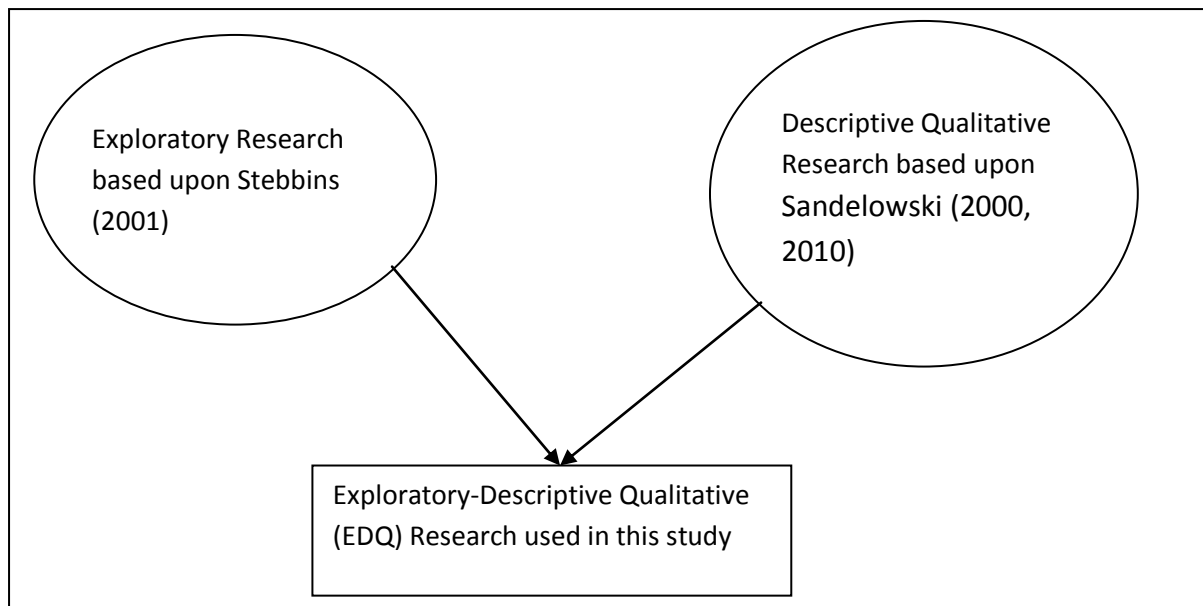 Exploratory Research
based upon Stebbins
(2001)
Descriptive Qualitative
Research based upon
Sandelowski (2000,
2010)
Exploratory-Descriptive Qualitative
(EDQ) Research used in this study